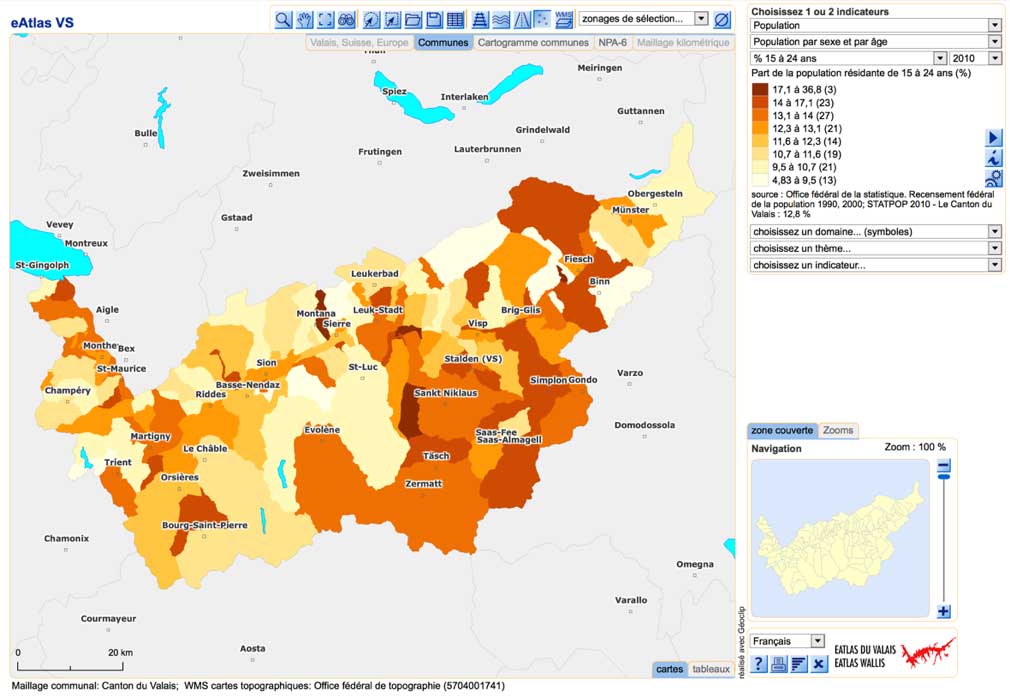 eAtlas VS
WMS
zonages de sélection...
Valais, Suisse, Europe
Communes
Cartogramme communes
NPA-6
Maillage kilométrique
Thun
Spiez
Interlaken
Meiringen
Guttannen
Bulle
Grindelwald
Frutigen
Lauterbrunnen
Zweisimmen
Obergesteln
Münster
Gstaad
Vevey
Montreux
St-Gingolph
Fiesch
Leukerbad
Binn
Aigle
Montana
Leuk-Stadt
Brig-Glis
Sierre
Visp
Monthe
Bex
Sion
Stalden (VS)
St-Maurice
St-Luc
Varzo
Simplon
Gondo
Basse-Nendaz
Champéry
Riddes
Sankt Niklaus
Domodossola
Evolène
Saas-Fee
Martigny
Saas-Almagell
Le Châble
Täsch
Trient
Orsières
Zermatt
Bourg-Saint-Pierre
Chamonix
Omegna
Varallo
Courmayeur
Aosta
0
20 km
cartes
tableaux
réalisé avec Géoclip
Maillage communal: Canton du Valais; WMS cartes topographiques: Office fédéral de topographie (5704001741)
Choisissez 1 ou 2 indicateurs
Population
Population par sexe et par âge
% 15 à 24 ans
2010
Part de la population résidante de 15 à 24 ans (%)
17,1 à 36,8 (3)
14 à 17,1 (23)
13,1 à 14 (27)
12,3 à 13,1 (21)
11,6 à 12,3 (14)
10,7 à 11,6 (19)
9,5 à 10,7 (21)
4,83 à 9,5 (13)
source : Office fédéral de la statistique. Recensement fédéral
de la population 1990, 2000; STATPOP 2010 - Le Canton du
Valais : 12,8 %
choisissez un domaine... (symboles)
choisissez un thème...
choisissez un indicateur...
zone couverte
Zooms
Navigation
Zoom : 100 %
Français
EATLAS DU VALAIS
EATLAS WALLIS